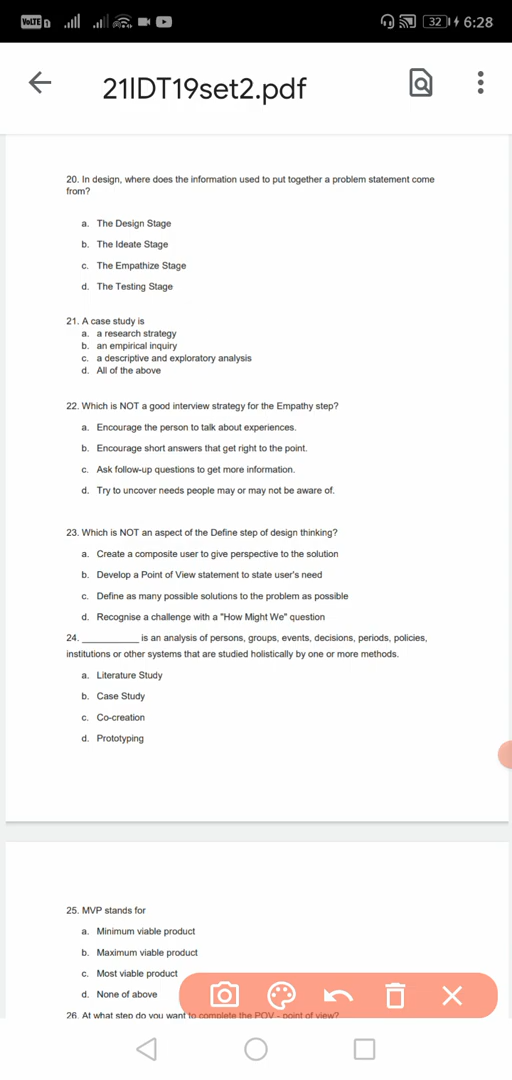 VoLTE 32 6:28
21IDT19set2.pdf
20. In design, where does the information used to put together a problem statement come
from?
a. The Design Stage
b. The Ideate Stage
c. The Empathize Stage
d. The Testing Stage
21. A case study is
a. a research strategy
b. an empirical inquiry
c. a descriptive and exploratory analysis
d. All of the above
22. Which is NOT a good interview strategy for the Empathy step?
a. Encourage the person to talk about experiences.
b. Encourage short answers that get right to the point.
c. Ask follow-up questions to get more information.
d. Try to uncover needs people may or may not be aware of.
23. Which is NOT an aspect of the Define step of design thinking?
a. Create a composite user to give perspective to the solution
b. Develop a Point of View statement to state user's need
c. Define as many possible solutions to the problem as possible
d. Recognise a challenge with a "How Might We" question
24. ___________ is an analysis of persons, groups, events, decisions, periods, policies,
institutions or other systems that are studied holistically by one or more methods.
a. Literature Study
b. Case Study
c. Co-creation
d. Prototyping
25. MVP stands for
a. Minimum viable product
b. Maximum viable product
c. Most viable product
d. None of above
26. At what step do you want to complete the POV - point of view?